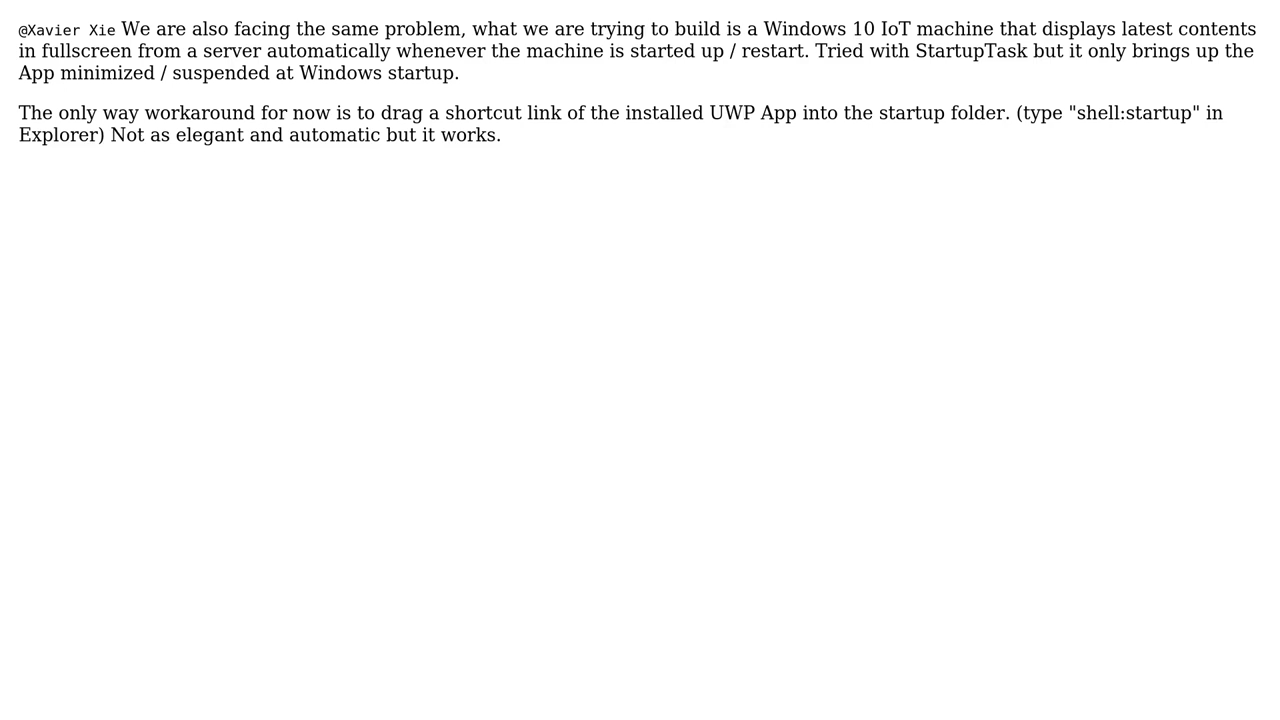 @Xavier Xie We are also facing the same problem, what we are trying to build is a Windows 10 IoT machine that displays latest contents
in fullscreen from a server automatically whenever the machine is started up / restart. Tried with StartupTask but it only brings up the
App minimized / suspended at Windows startup.
The only way workaround for now is to drag a shortcut link of the installed UWP App into the startup folder. (type "shell:startup" in
Explorer) Not as elegant and automatic but it works.